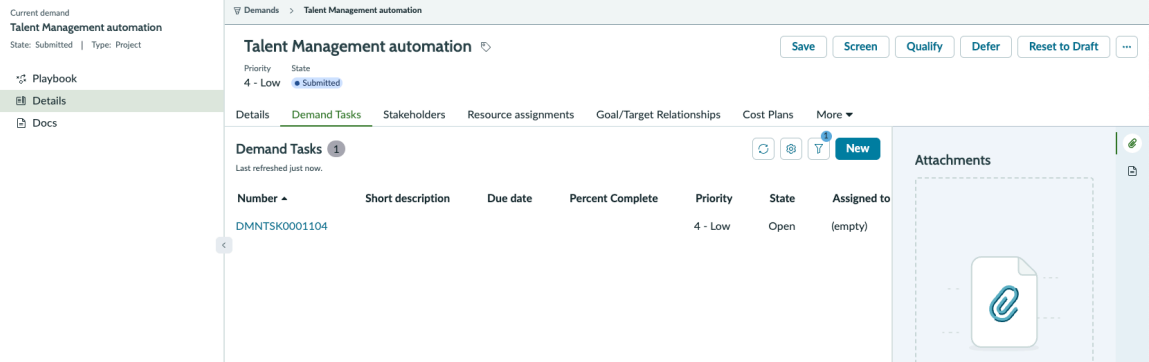 Current demand
Talent Management automation
State: Submitted | Type: Project
Playbook
Details
Docs
Demands > Talent Management automation
Talent Management automation
Save Screen Qualify Defer Reset to Draft ...
Priority State
4 - Low Submitted
Details Demand Tasks Stakeholders Resource assignments Goal/Target Relationships Cost Plans More
Demand Tasks 1
1
New
Last refreshed just now.
Number Short description Due date Percent Complete Priority State Assigned to
DMNTSK0001104 4 - Low Open (empty)
Attachments